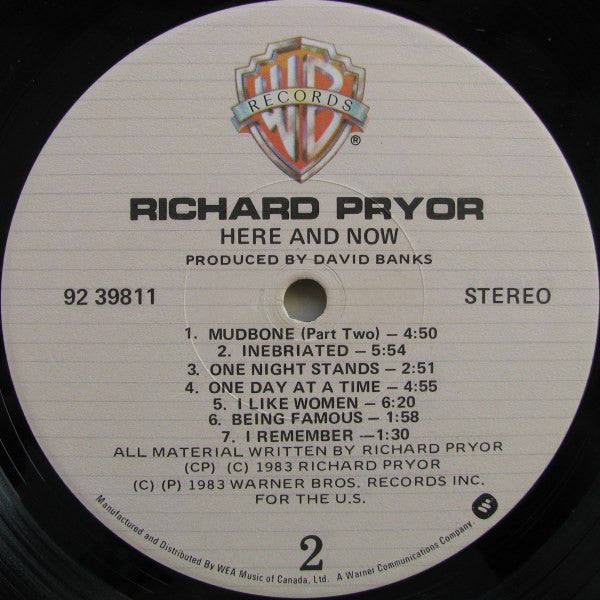 WB
RECORDS
®
RICHARD PRYOR
HERE AND NOW
PRODUCED BY DAVID BANKS
92 39811
STEREO
1. MUDBONE (Part Two) – 4:50
2. INEBRIATED – 5:54
3. ONE NIGHT STANDS – 2:51
4. ONE DAY AT A TIME – 4:55
5. I LIKE WOMEN – 6:20
6. BEING FAMOUS – 1:58
7. I REMEMBER —1:30
ALL MATERIAL WRITTEN BY RICHARD PRYOR
(CP) (C) 1983 RICHARD PRYOR
(C) (P) 1983 WARNER BROS. RECORDS INC.
FOR THE U.S.
2
Manufactured and Distributed By WEA Music of Canada, Ltd. A Warner Communications Company.